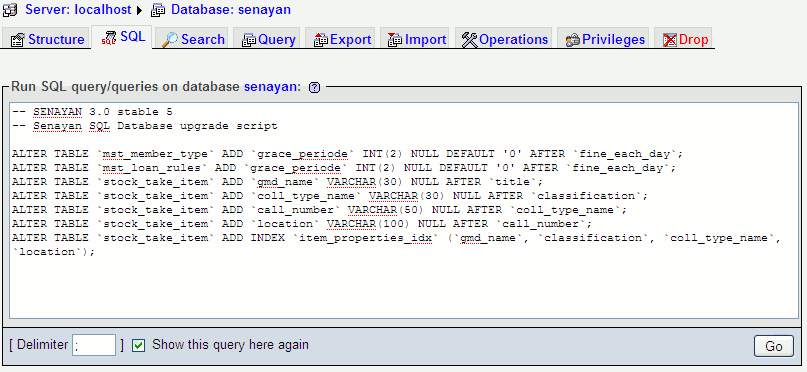 Server: localhost Database: senayan
Structure SQL Search Query Export Import Operations Privileges Drop
Run SQL query/queries on database senayan:
-- SENAYAN 3.0 stable 5
-- Senayan SQL Database upgrade script
ALTER TABLE `mst_member_type` ADD `grace_periode` INT(2) NULL DEFAULT '0' AFTER `fine_each_day`;
ALTER TABLE `mst_loan_rules` ADD `grace_periode` INT(2) NULL DEFAULT '0' AFTER `fine_each_day`;
ALTER TABLE `stock_take_item` ADD `gmd_name` VARCHAR(30) NULL AFTER `title`;
ALTER TABLE `stock_take_item` ADD `coll_type_name` VARCHAR(30) NULL AFTER `classification`;
ALTER TABLE `stock_take_item` ADD `call_number` VARCHAR(50) NULL AFTER `coll_type_name`;
ALTER TABLE `stock_take_item` ADD `location` VARCHAR(100) NULL AFTER `call_number`;
ALTER TABLE `stock_take_item` ADD INDEX `item_properties_idx` (`gmd_name`, `classification`, `coll_type_name`,
`location`);
[ Delimiter ; ] Show this query here again Go